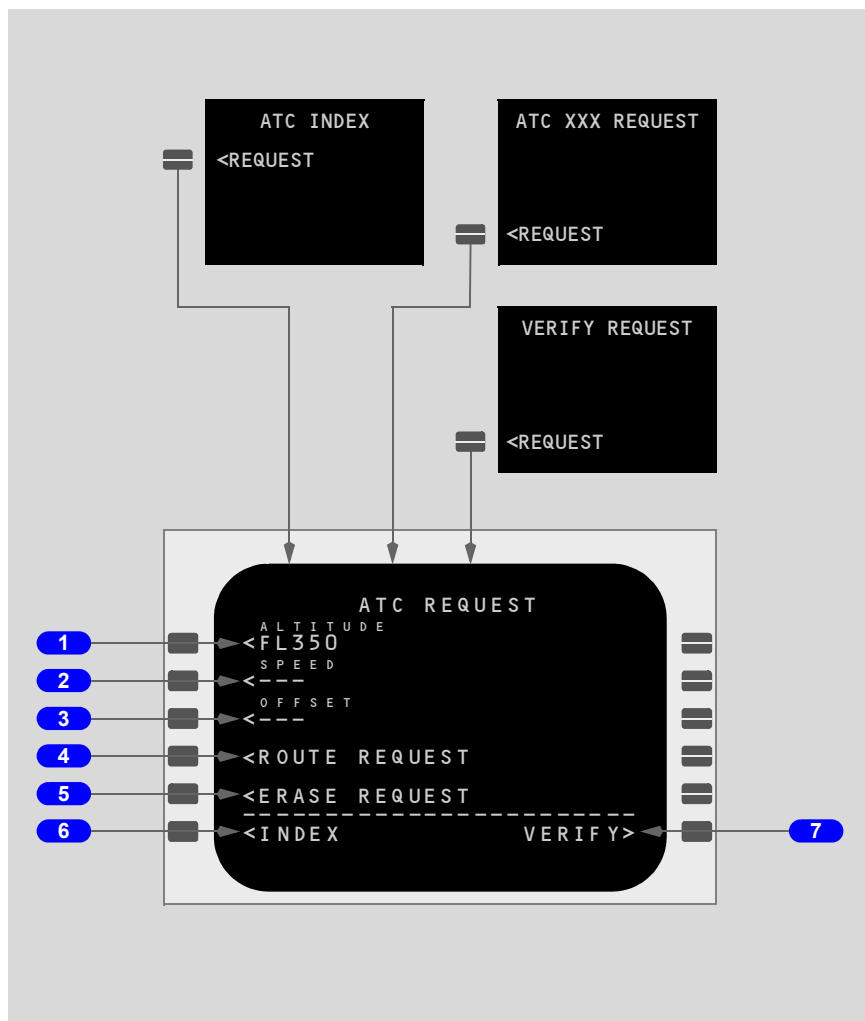 ATC INDEX
<REQUEST
ATC XXX REQUEST
<REQUEST
VERIFY REQUEST
<REQUEST
ATC REQUEST
ALTITUDE
1 <FL350
SPEED
2 <---
OFFSET
3 <---
4 <ROUTE REQUEST
5 <ERASE REQUEST
------------------------
6 <INDEX VERIFY> 7